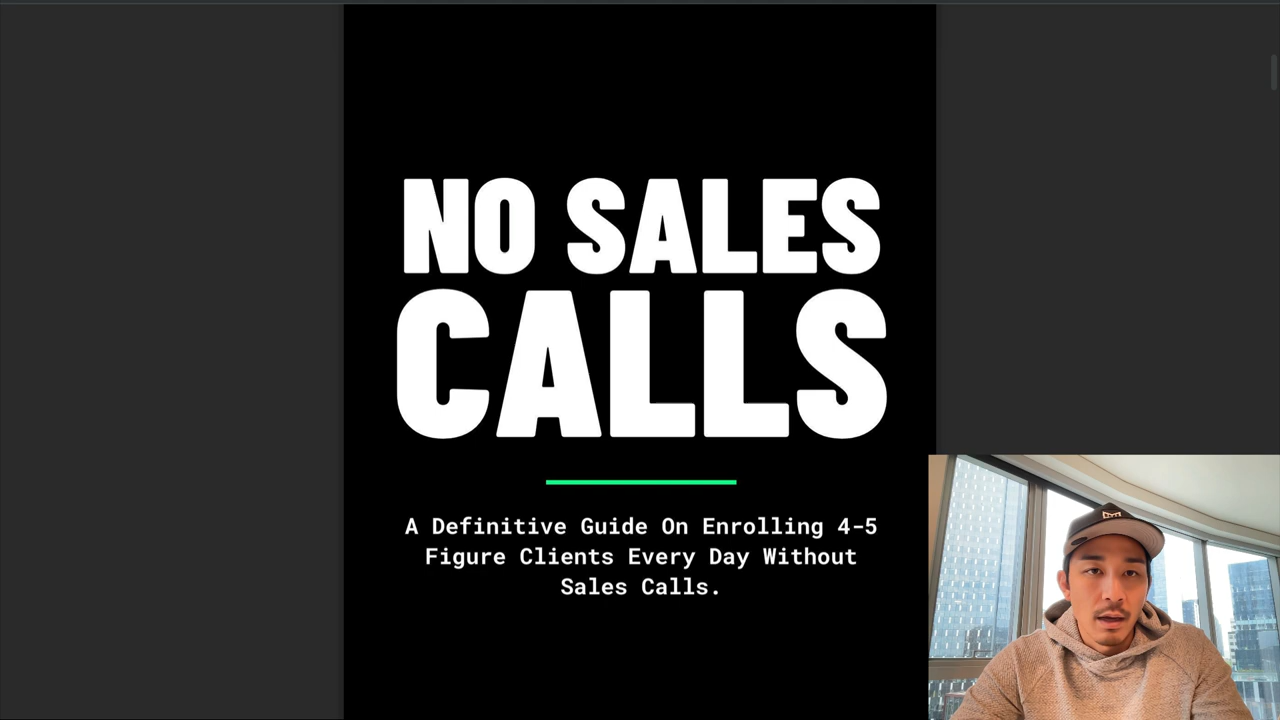 NO SALES
CALLS
A Definitive Guide On Enrolling 4-5
Figure Clients Every Day Without
Sales Calls.